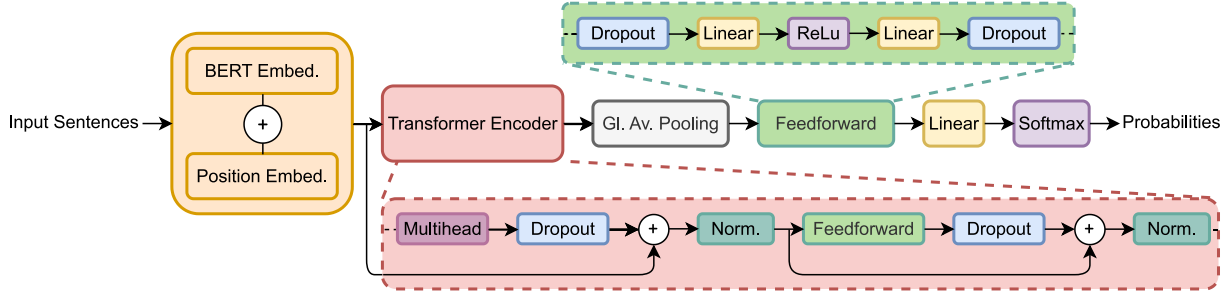 Dropout Linear ReLu Linear Dropout
BERT Embed.
+
Position Embed.
Input Sentences
Transformer Encoder
Gl. Av. Pooling
Feedforward
Linear
Softmax
Probabilities
Multihead Dropout + Norm. Feedforward Dropout + Norm.